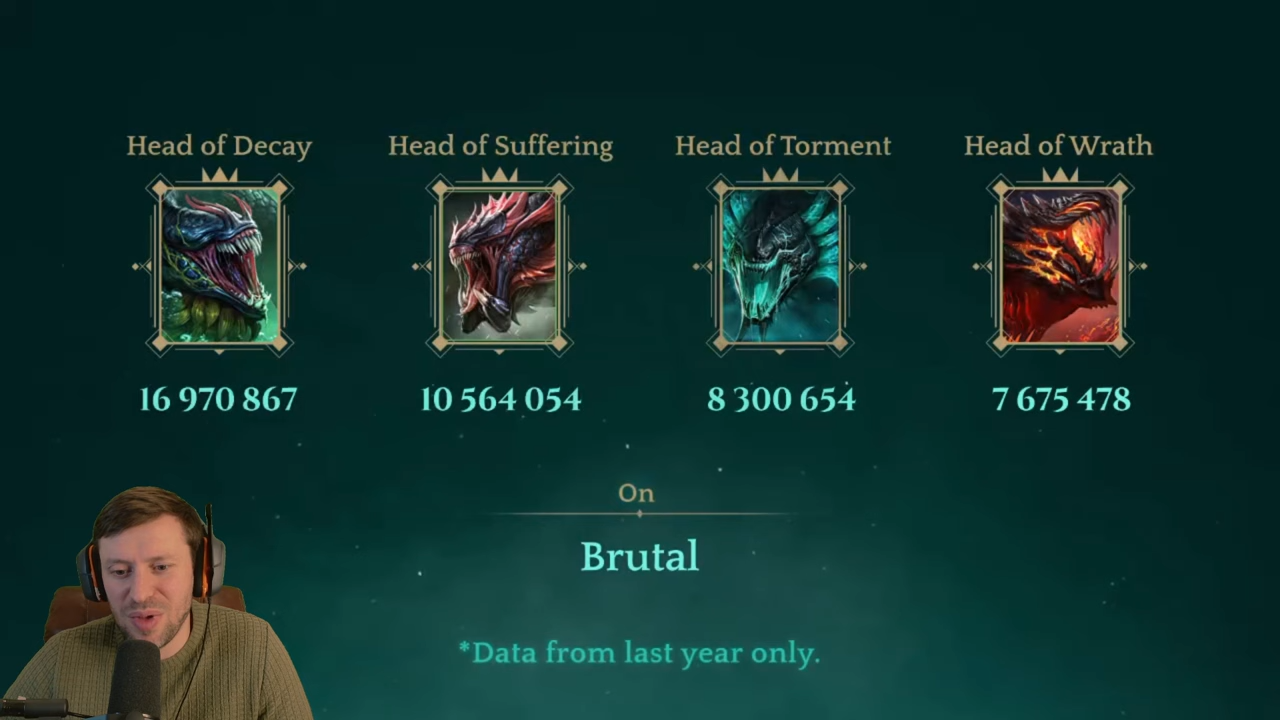 Head of Decay
Head of Suffering
Head of Torment
Head of Wrath
16 970 867
10 564 054
8 300 654
7 675 478
On
Brutal
*Data from last year only.